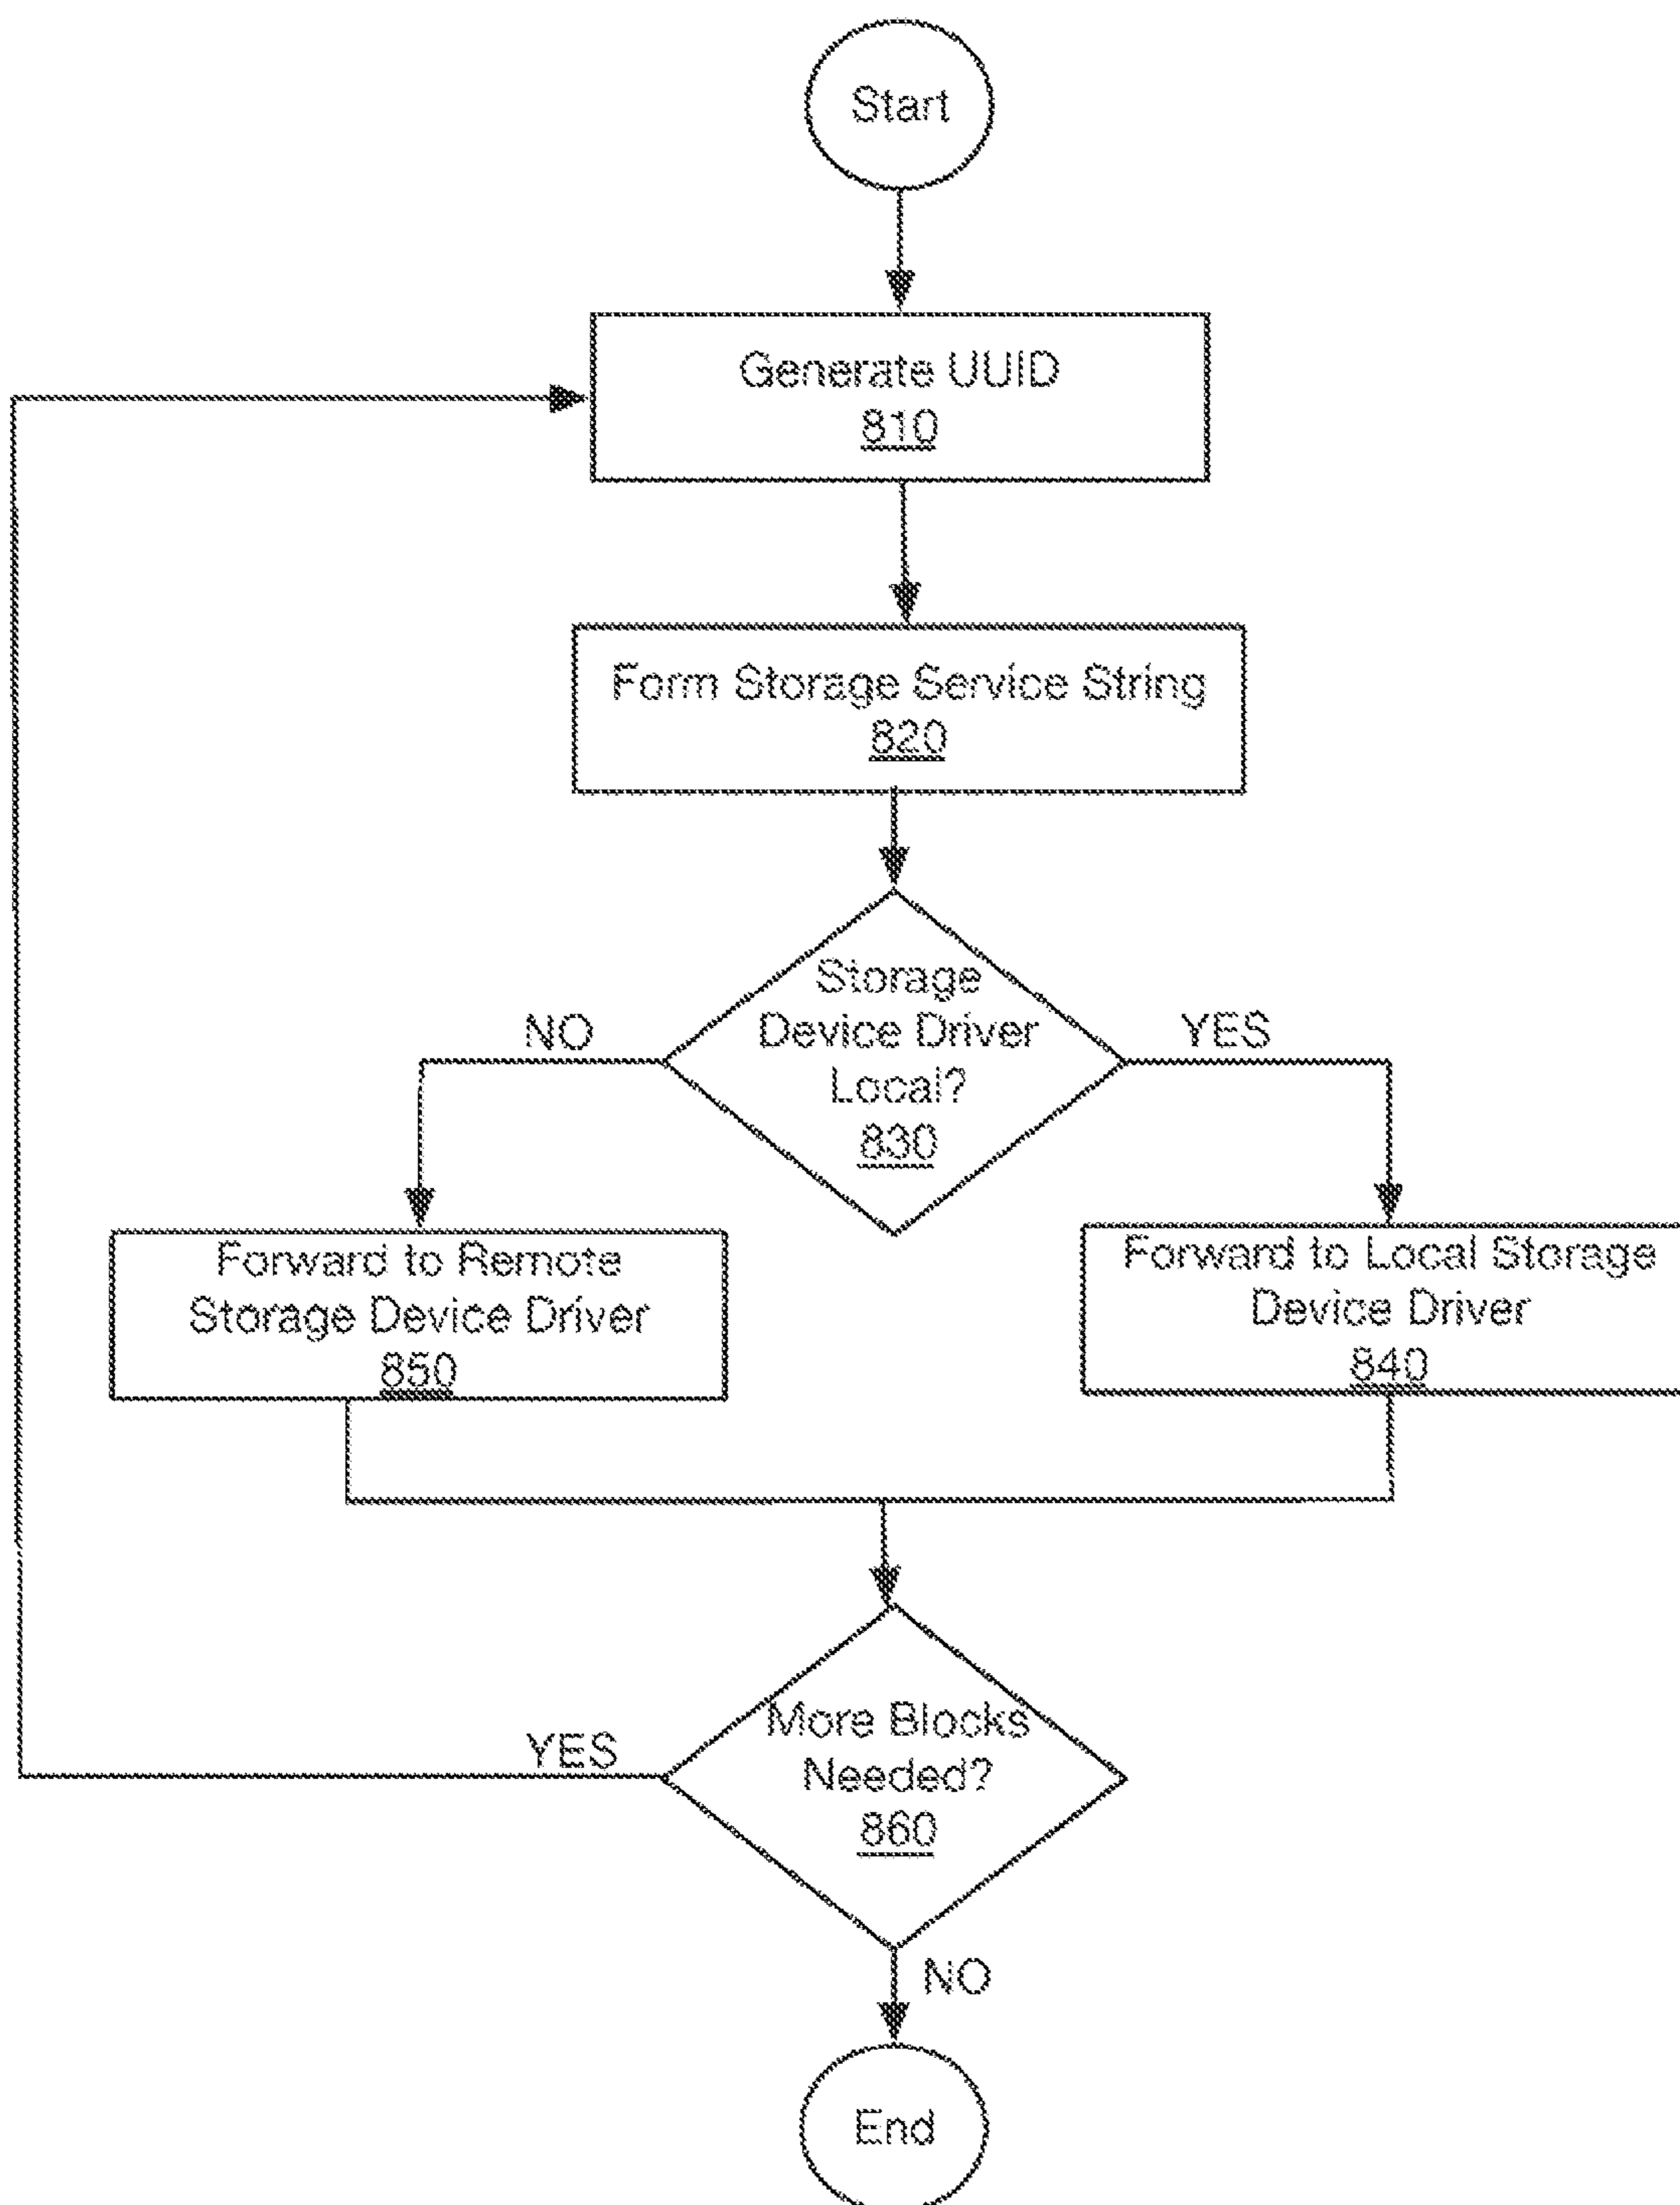 Start
Generate UUID
810
Form Storage Service String
820
Storage
Device Driver
Local?
830
NO
YES
Forward to Remote
Storage Device Driver
850
Forward to Local Storage
Device Driver
840
More Blocks
Needed?
860
YES
NO
End